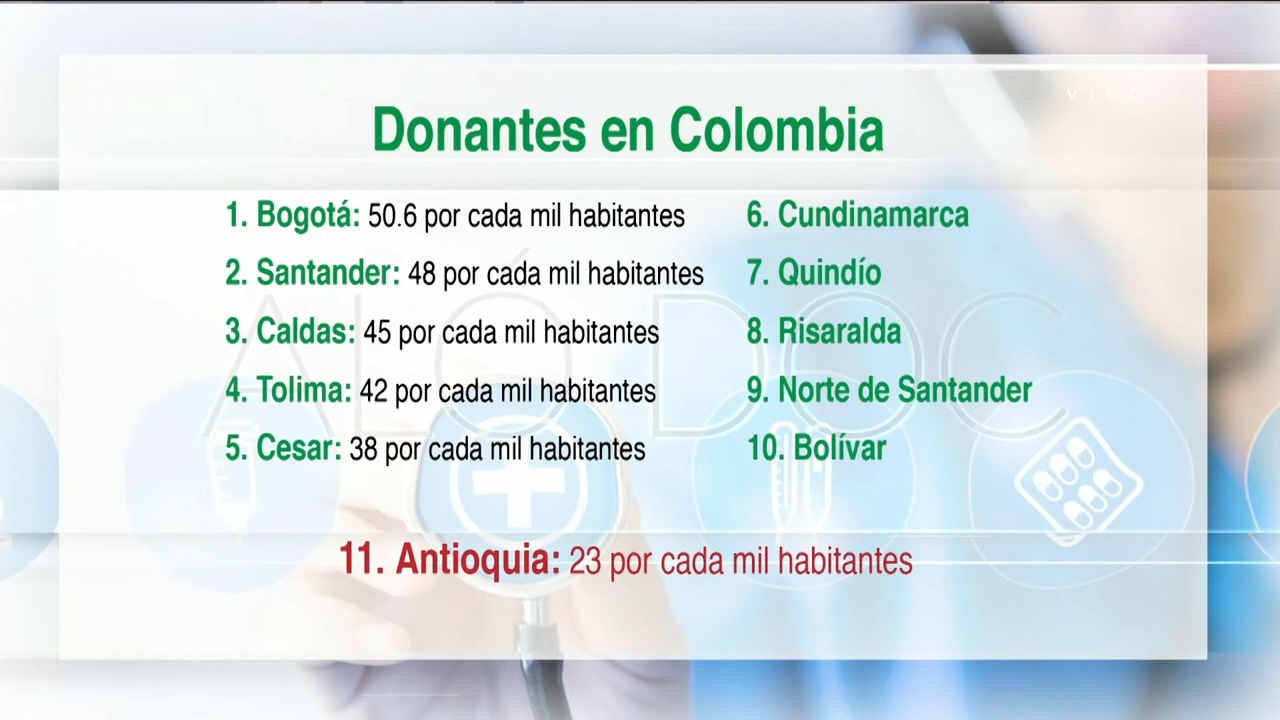 VIVO
Donantes en Colombia
1. Bogotá: 50.6 por cada mil habitantes
2. Santander: 48 por cada mil habitantes
3. Caldas: 45 por cada mil habitantes
4. Tolima: 42 por cada mil habitantes
5. Cesar: 38 por cada mil habitantes
6. Cundinamarca
7. Quindío
8. Risaralda
9. Norte de Santander
10. Bolívar
ALÓ DOC
11. Antioquia: 23 por cada mil habitantes